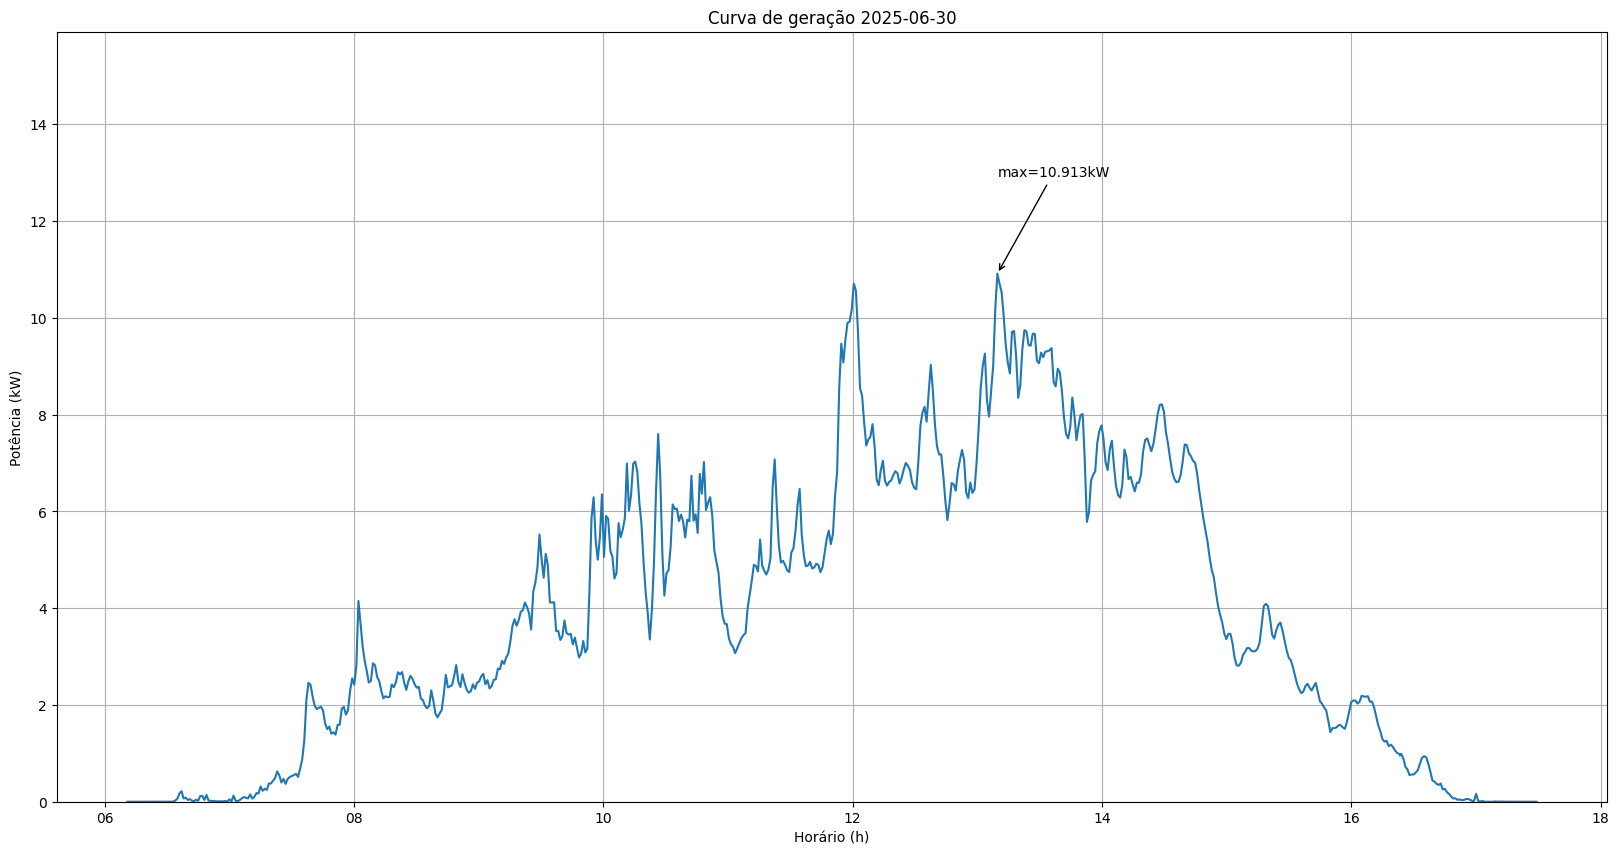 Curva de geração 2025-06-30
14
12
10
8
6
4
2
0
Potência (kW)
max=10.913kW
06 08 10 12 14 16 18
Horário (h)